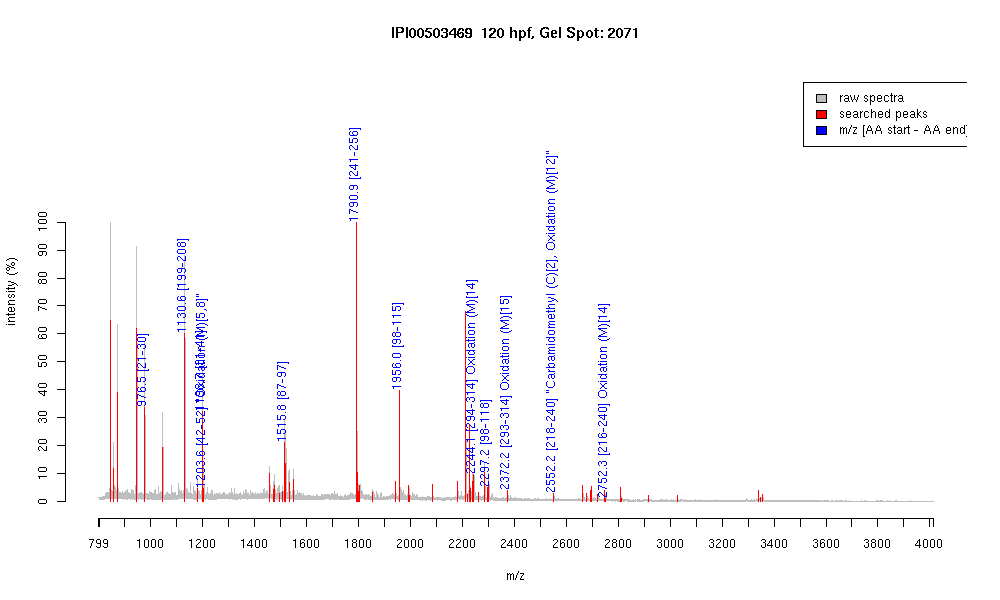 IPI00503469 120 hpf, Gel Spot: 2071
raw spectra
searched peaks
m/z [AA start - AA end]
intensity (%)
100
90
80
70
60
50
40
30
20
10
0
976.5 [21-30]
1130.6 [199-208]
1203.6 [42-52]
1515.8 [87-97]
1790.9 [241-256]
1956.0 [98-115]
2244.1 [294-314] Oxidation (M)[14]
2297.2 [98-118]
2372.2 [293-314] Oxidation (M)[15]
2552.2 [218-240] "Carbamidomethyl (C)[2], Oxidation (M)[12]"
2752.3 [216-240] Oxidation (M)[14]
799 1000 1200 1400 1600 1800 2000 2200 2400 2600 2800 3000 3200 3400 3600 3800 4000
m/z